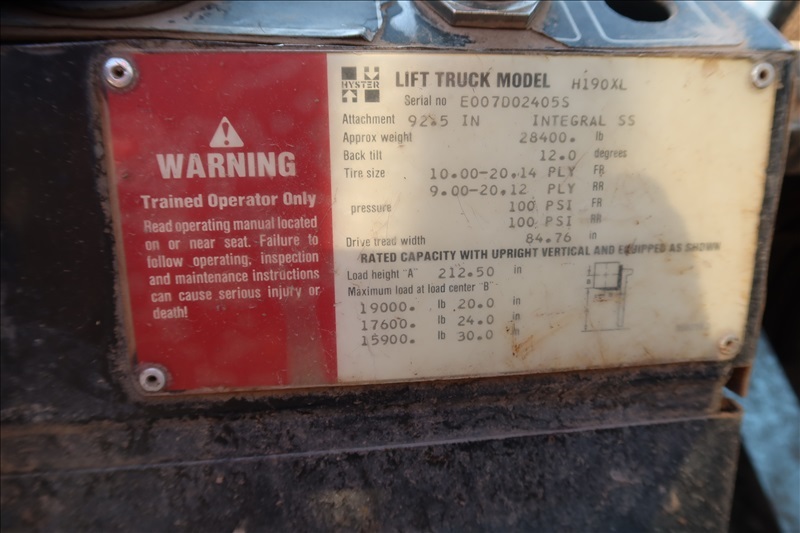 WARNING
Trained Operator Only
Read operating manual located
on or near seat. Failure to
follow operating, inspection
and maintenance instructions
can cause serious injury or
death!
HYSTER
LIFT TRUCK MODEL H190XL
Serial no E007D02405S
Attachment 92.5 IN INTEGRAL SS
Approx weight 28400. lb
Back tilt 12.0 degrees
Tire size 10.00-20.14 PLY FR
9.00-20.12 PLY RR
pressure 100 PSI FR
100 PSI RR
Drive tread width 84.76 in
RATED CAPACITY WITH UPRIGHT VERTICAL AND EQUIPPED AS SHOWN
Load height "A" 212.50 in
Maximum load at load center "B"
19000. lb 20.0 in
17600. lb 24.0 in
15900. lb 30.0 in